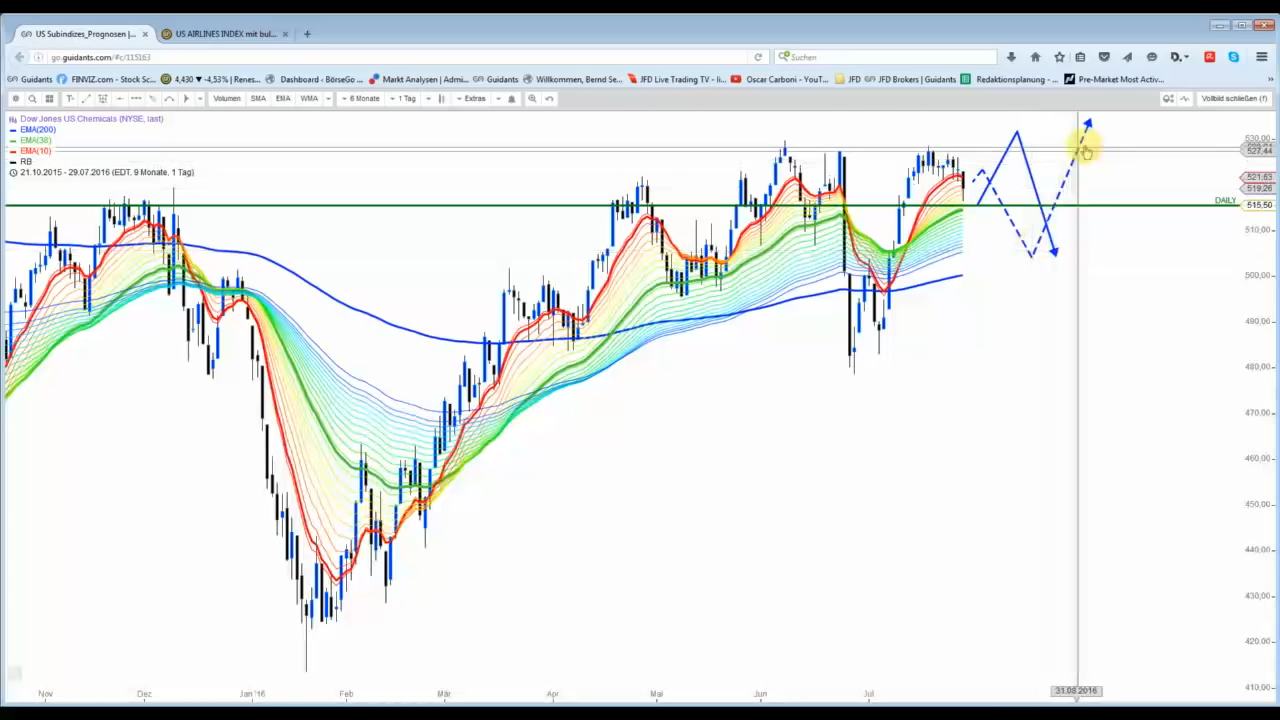 US Subindizes_Prognosen |...
US AIRLINES INDEX mit bul...
go.guidants.com/#c/115163
Suchen
Guidants
FINVIZ.com - Stock Sc...
4,430 ▼ -4,53% | Renes...
Dashboard - BörseGo ...
Markt Analysen | Admi...
Guidants
Willkommen, Bernd Se...
JFD Live Trading TV - li...
Oscar Carboni - YouT...
JFD
JFD Brokers | Guidants
Redaktionsplanung - ...
Pre-Market Most Activ...
Volumen
SMA
EMA
WMA
6 Monate
1 Tag
Extras
Vollbild schließen (f)
Dow Jones US Chemicals (NYSE, last)
EMA(200)
EMA(38)
EMA(10)
RB
21.10.2015 - 29.07.2016 (EDT, 9 Monate, 1 Tag)
530,00
527,44
521,63
519,26
DAILY
515,50
510,00
500,00
490,00
480,00
470,00
460,00
450,00
440,00
430,00
420,00
410,00
Nov
Dez
Jan '16
Feb
Mär
Apr
Mai
Jun
Jul
31.08.2016